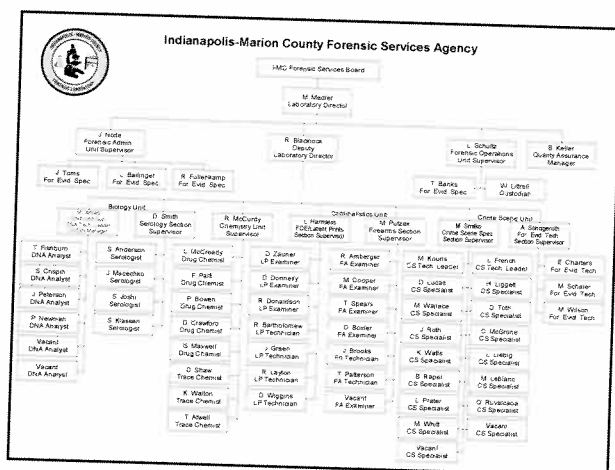 Indianapolis-Marion County Forensic Services Agency
IMC Forensic Services Board
M. Medler
Laboratory Director
J. Noste
Forensic Admin
Unit Supervisor
R. Blacklock
Deputy
Laboratory Director
L. Schultz
Forensic Operations
Unit Supervisor
B. Keller
Quality Assurance
Manager
J. Toms
For Evid Spec
L. Barlinger
For Evid Spec
R. Fullenkamp
For Evid Spec
T. Banks
For Evid Spec
W. Littrell
Custodian
Biology Unit
Criminalistics Unit
Crime Scene Unit
D. Smith
Serology Section
Supervisor
R. McCurdy
Chemistry Unit
Supervisor
L. Harmless
FDE/Latent Prints
Section Supervisor
M. Putzek
Firearms Section
Supervisor
M. Smilko
Crime Scene Spec
Section Supervisor
A. Songeroth
For Evid Tech
Section Supervisor
DNA Analyst
S. Crispin
DNA Analyst
J. Peterson
DNA Analyst
P. Newman
DNA Analyst
Vacant
DNA Analyst
Vacant
DNA Analyst
S. Anderson
Serologist
J. Macechko
Serologist
S. Joshi
Serologist
S. Klassen
Serologist
L. McCready
Drug Chemist
F. Patti
Drug Chemist
P. Bowen
Drug Chemist
D. Crawford
Drug Chemist
S. Maxwell
Drug Chemist
D. Shaw
Trace Chemist
K. Walton
Trace Chemist
T. Atwell
Trace Chemist
D. Zauner
LP Examiner
D. Donnelly
LP Examiner
R. Donaldson
LP Examiner
R. Bartholomew
LP Technician
J. Green
LP Technician
R. Layton
LP Technician
D. Wiggins
LP Technician
R. Amberger
FA Examiner
M. Cooper
FA Examiner
T. Spears
FA Examiner
D. Boxler
FA Examiner
J. Brooks
FA Technician
T. Patterson
FA Technician
Vacant
FA Examiner
M. Kouns
CS Tech Leader
D. Lucas
CS Specialist
M. Wallace
CS Specialist
J. Roth
CS Specialist
K. Watts
CS Specialist
B. Rapel
CS Specialist
L. Prater
CS Specialist
M. Whitt
CS Specialist
Vacant
CS Specialist
L. French
CS Tech Leader
H. Liggett
CS Specialist
D. Toth
CS Specialist
C. McGrone
CS Specialist
L. Liebig
CS Specialist
M. LeBlanc
CS Specialist
O. Ruvalcaba
CS Specialist
Vacant
CS Specialist
E. Charters
For Evid Tech
M. Schafer
For Evid Tech
M. Wilson
For Evid Tech